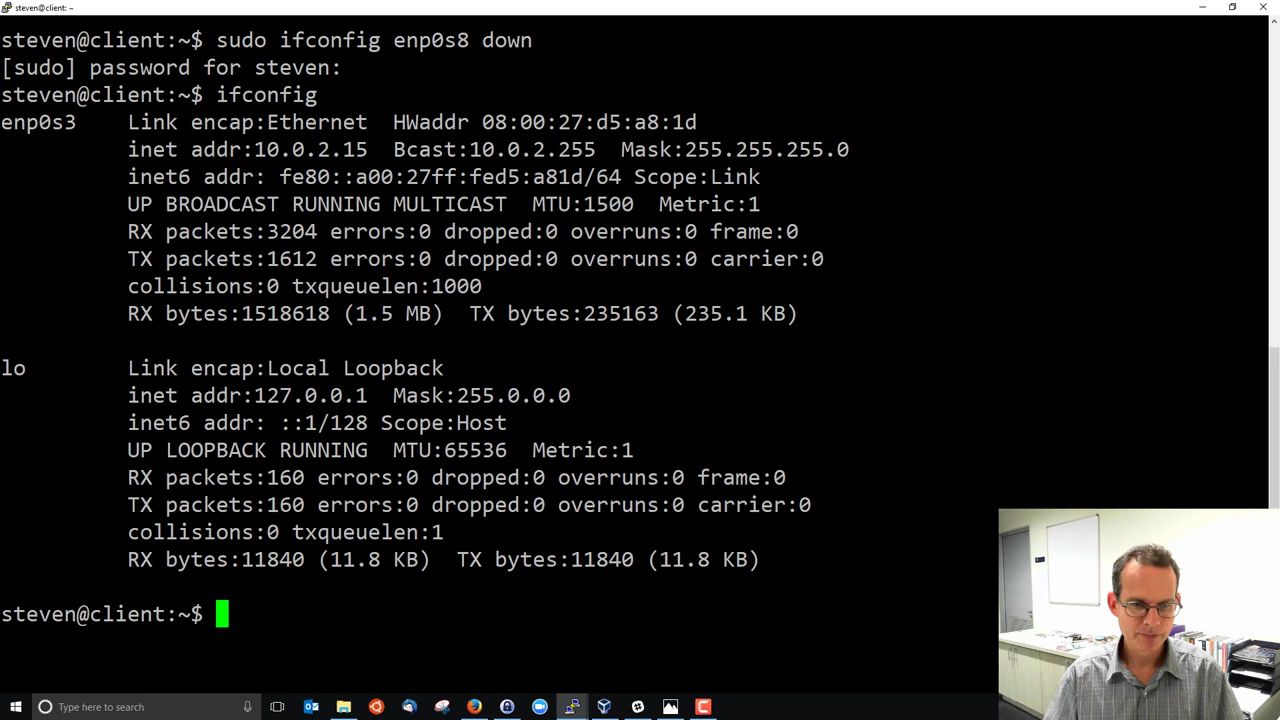 steven@client: ~
steven@client:~$ sudo ifconfig enp0s8 down
[sudo] password for steven:
steven@client:~$ ifconfig
enp0s3    Link encap:Ethernet  HWaddr 08:00:27:d5:a8:1d
          inet addr:10.0.2.15  Bcast:10.0.2.255  Mask:255.255.255.0
          inet6 addr: fe80::a00:27ff:fed5:a81d/64 Scope:Link
          UP BROADCAST RUNNING MULTICAST  MTU:1500  Metric:1
          RX packets:3204 errors:0 dropped:0 overruns:0 frame:0
          TX packets:1612 errors:0 dropped:0 overruns:0 carrier:0
          collisions:0 txqueuelen:1000
          RX bytes:1518618 (1.5 MB)  TX bytes:235163 (235.1 KB)
lo        Link encap:Local Loopback
          inet addr:127.0.0.1  Mask:255.0.0.0
          inet6 addr: ::1/128 Scope:Host
          UP LOOPBACK RUNNING  MTU:65536  Metric:1
          RX packets:160 errors:0 dropped:0 overruns:0 frame:0
          TX packets:160 errors:0 dropped:0 overruns:0 carrier:0
          collisions:0 txqueuelen:1
          RX bytes:11840 (11.8 KB)  TX bytes:11840 (11.8 KB)
steven@client:~$
Type here to search